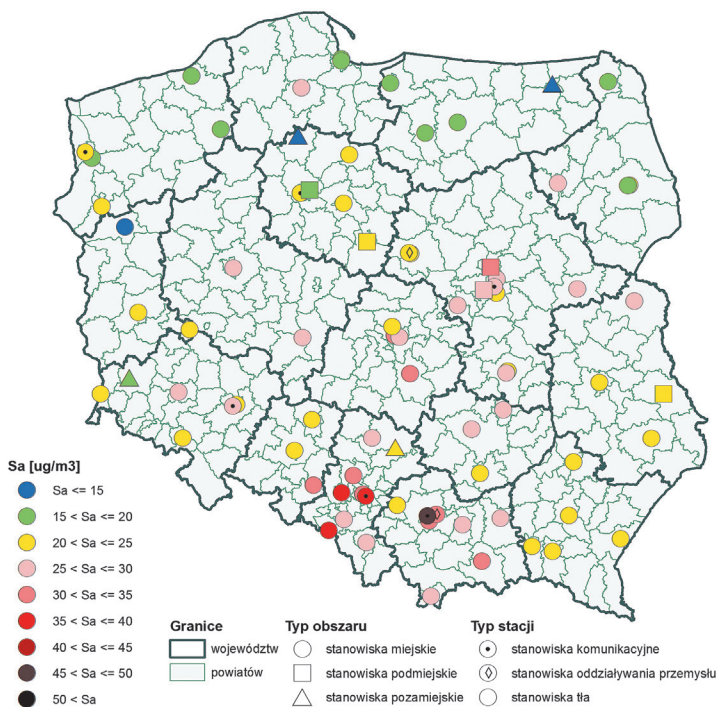 Sa [ug/m3]
Sa <= 15
15 < Sa <= 20
20 < Sa <= 25
25 < Sa <= 30
30 < Sa <= 35
35 < Sa <= 40
40 < Sa <= 45
45 < Sa <= 50
50 < Sa
Granice
województw
powiatów
Typ obszaru
stanowiska miejskie
stanowiska podmiejskie
stanowiska pozamiejskie
Typ stacji
stanowiska komunikacyjne
stanowiska oddziaływania przemysłu
stanowiska tła